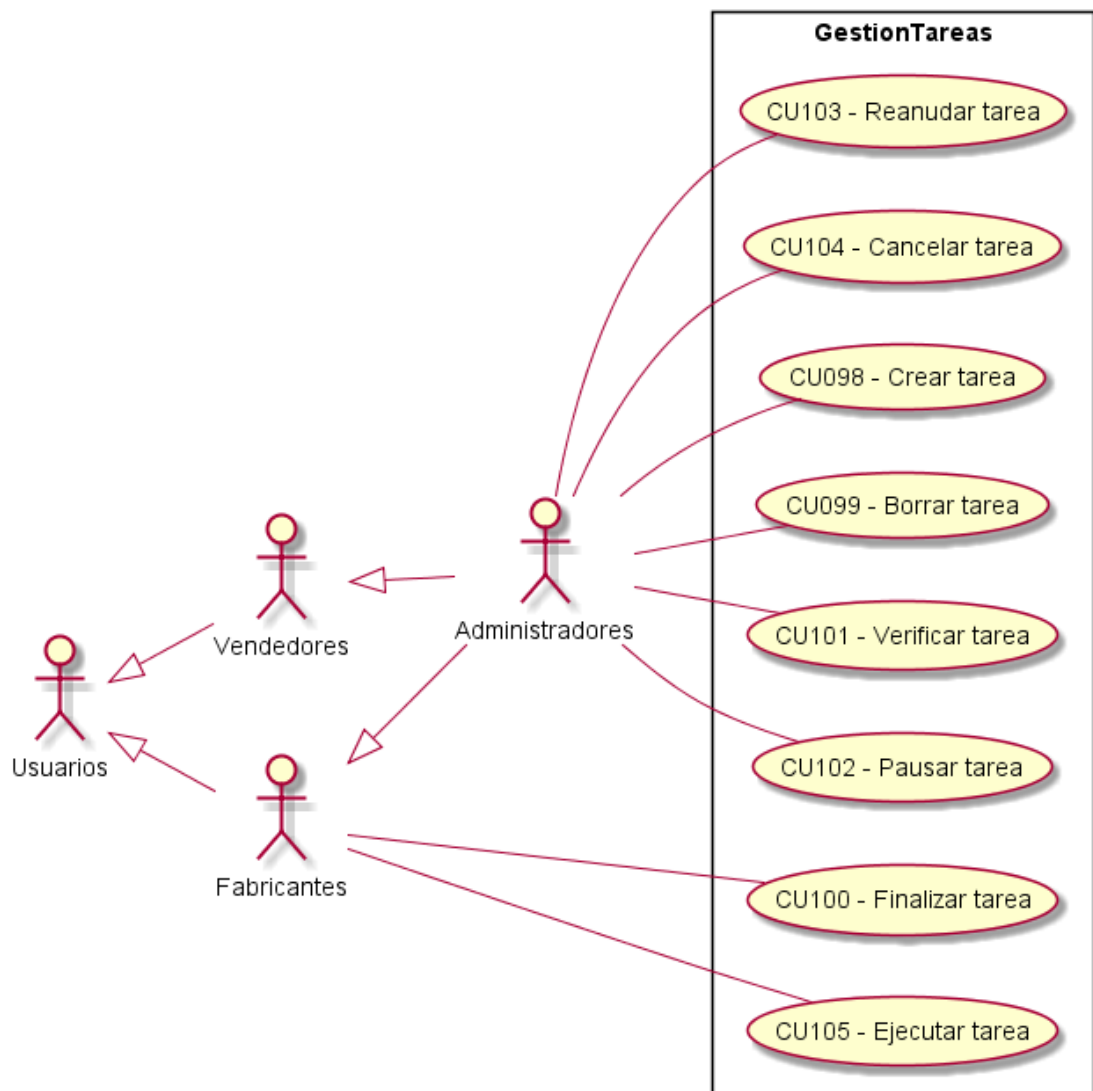 GestionTareas
CU103 - Reanudar tarea
CU104 - Cancelar tarea
CU098 - Crear tarea
CU099 - Borrar tarea
CU101 - Verificar tarea
CU102 - Pausar tarea
CU100 - Finalizar tarea
CU105 - Ejecutar tarea
Administradores
Vendedores
Usuarios
Fabricantes